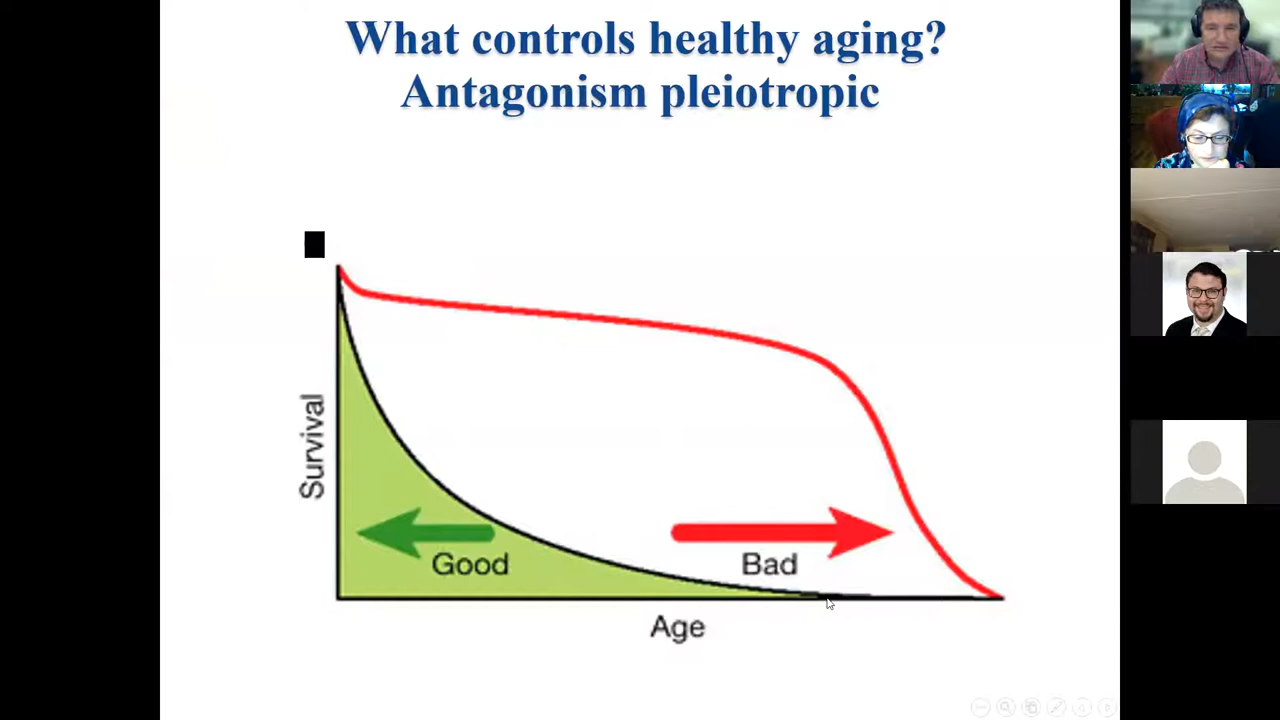 What controls healthy aging?
Antagonism pleiotropic
Survival
Good
Bad
Age